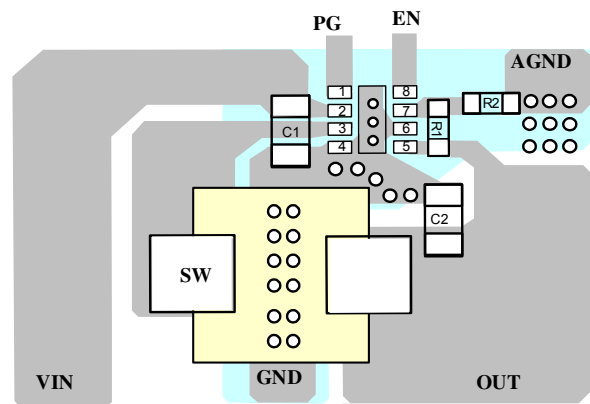 PG EN
AGND
1 8
2 7
3 6
4 5
C1 R1 R2
C2
SW
VIN GND OUT